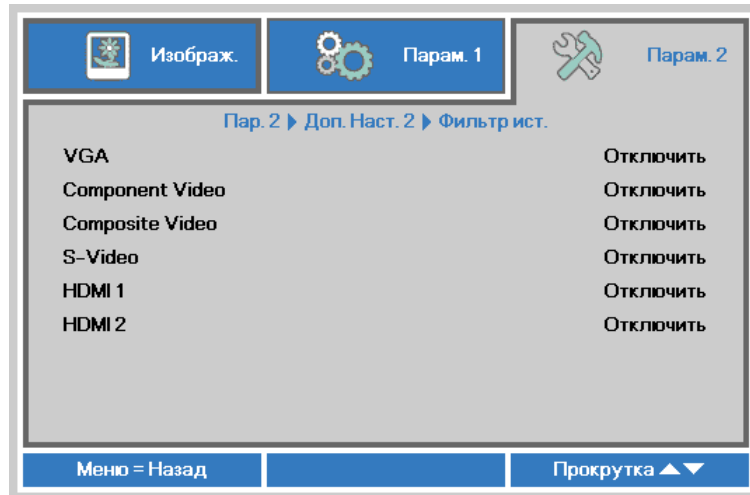 Изображ. Парам. 1 Парам. 2
Пар. 2 ▶ Доп. Наст. 2 ▶ Фильтр ист.
VGA Отключить
Component Video Отключить
Composite Video Отключить
S-Video Отключить
HDMI 1 Отключить
HDMI 2 Отключить
Меню = Назад Прокрутка ▲▼